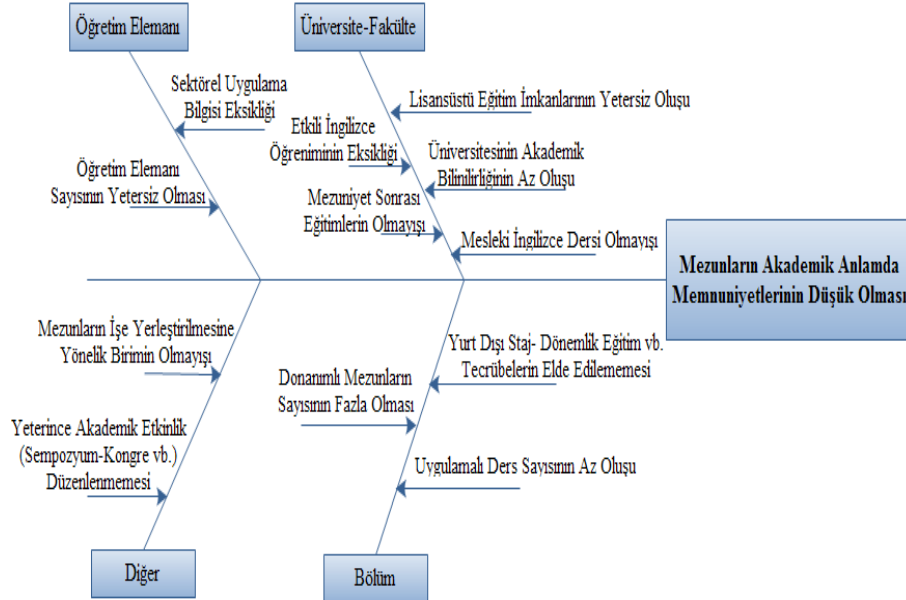 Öğretim Elemanı
Üniversite-Fakülte
Sektörel Uygulama
Bilgisi Eksikliği
Öğretim Elemanı
Sayısının Yetersiz Olması
Lisansüstü Eğitim İmkanlarının Yetersiz Oluşu
Etkili İngilizce
Öğreniminin Eksikliği
Üniversitesinin Akademik
Bilinilirliğinin Az Oluşu
Mezuniyet Sonrası
Eğitimlerin Olmayışı
Mesleki İngilizce Dersi Olmayışı
Mezunların Akademik Anlamda
Memnuniyetlerinin Düşük Olması
Mezunların İşe Yerleştirilmesine
Yönelik Birimin Olmayışı
Yeterince Akademik Etkinlik
(Sempozyum-Kongre vb.)
Düzenlenmemesi
Yurt Dışı Staj- Dönemlik Eğitim vb.
Tecrübelerin Elde Edilememesi
Donanımlı Mezunların
Sayısının Fazla Olması
Uygulamalı Ders Sayısının Az Oluşu
Diğer
Bölüm